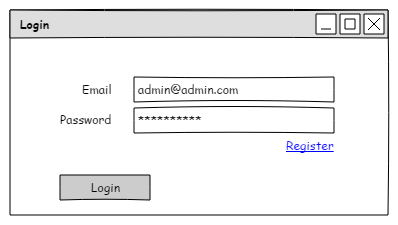 Login
Email admin@admin.com
Password **********
Register
Login